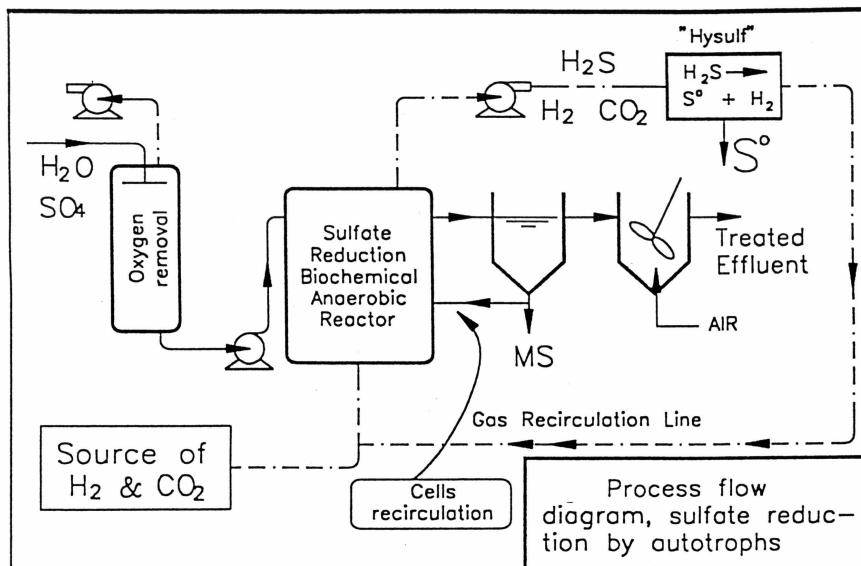 "Hysulf"
H₂S
H₂ CO₂
H₂S →
S° + H₂
S°
H₂O
SO₄
Oxygen
removal
Sulfate
Reduction
Biochemical
Anaerobic
Reactor
Treated
Effluent
AIR
MS
Gas Recirculation Line
Source of
H₂ & CO₂
Cells
recirculation
Process flow
diagram, sulfate reduc-
tion by autotrophs